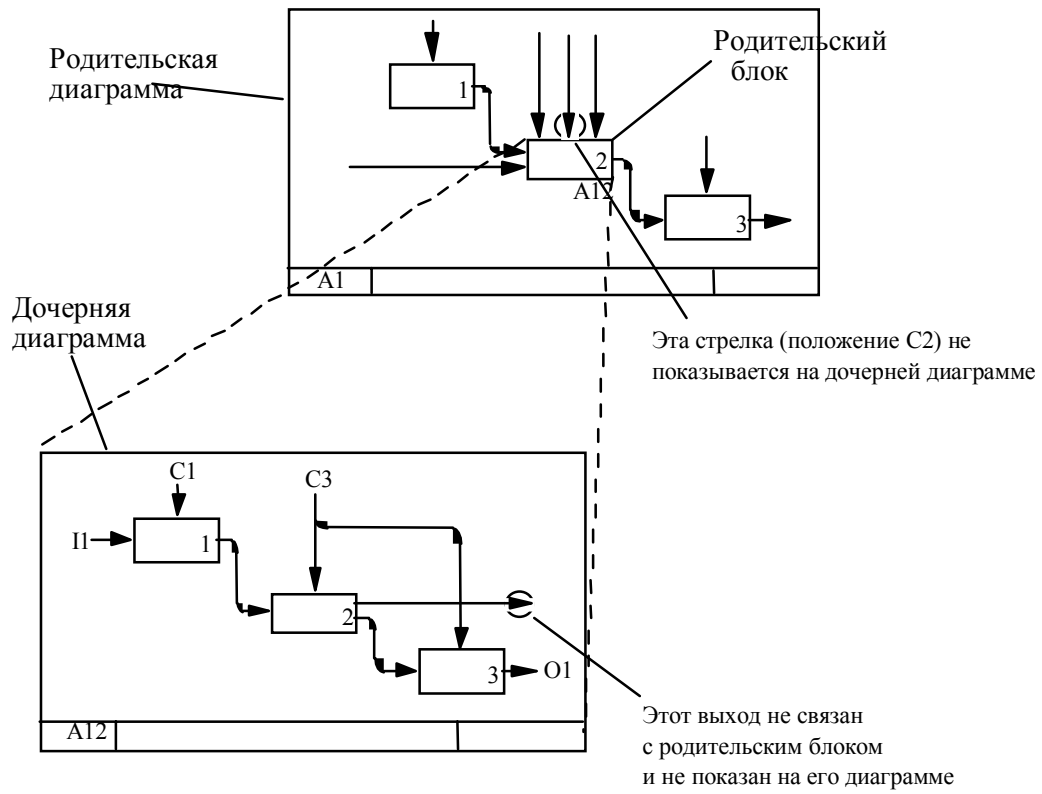 Родительская
диаграмма
Родительский
блок
1
2
A12
3
A1
Эта стрелка (положение C2) не
показывается на дочерней диаграмме
Дочерняя
диаграмма
C1
C3
I1
1
2
3
O1
A12
Этот выход не связан
с родительским блоком
и не показан на его диаграмме